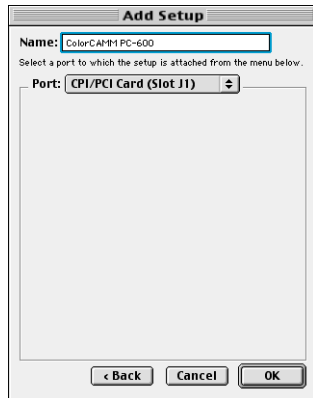 Add Setup
Name: ColorCAMM PC-600
Select a port to which the setup is attached from the menu below.
Port: CPI/PCI Card (Slot J1)
‹ Back Cancel OK